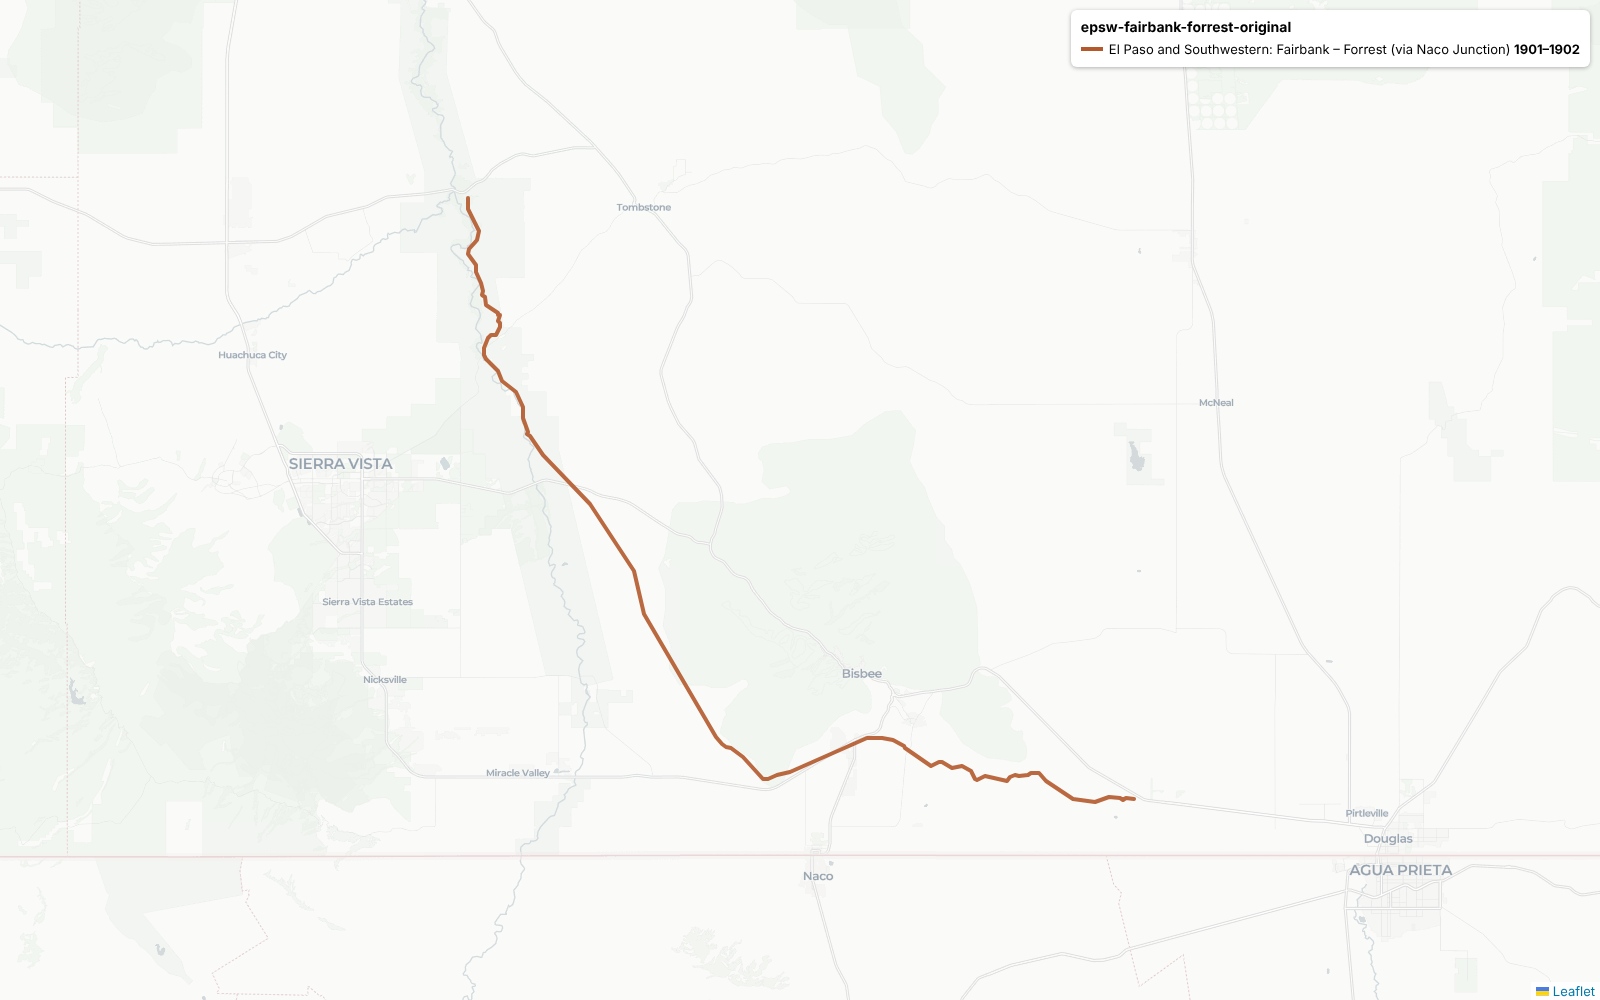 epsw-fairbank-forrest-original
El Paso and Southwestern: Fairbank – Forrest (via Naco Junction) 1901–1902
Tombstone
Huachuca City
McNeal
SIERRA VISTA
Sierra Vista Estates
Bisbee
Nicksville
Miracle Valley
Pirtleville
Douglas
AGUA PRIETA
Naco
Leaflet